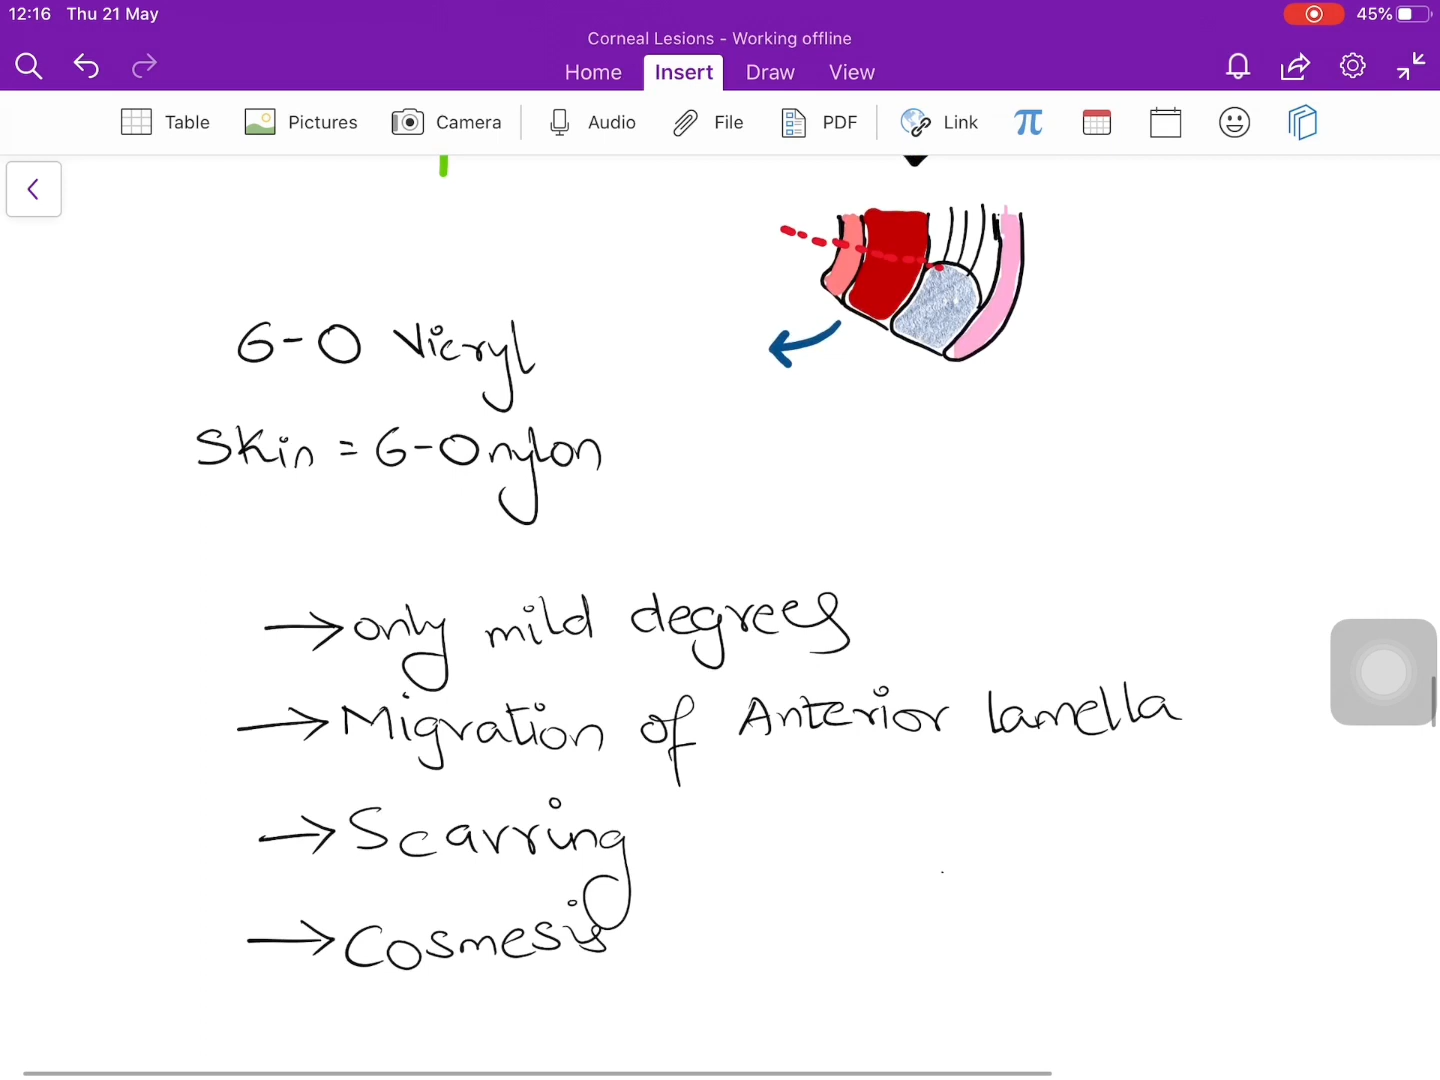 12:16 Thu 21 May
45%
Corneal Lesions - Working offline
Home Insert Draw View
Table Pictures Camera Audio File PDF Link π
6-0 Vicryl
Skin = 6-0 nylon
→ only mild degrees
→ Migration of Anterior lamella
→ Scarring
→ Cosmesis